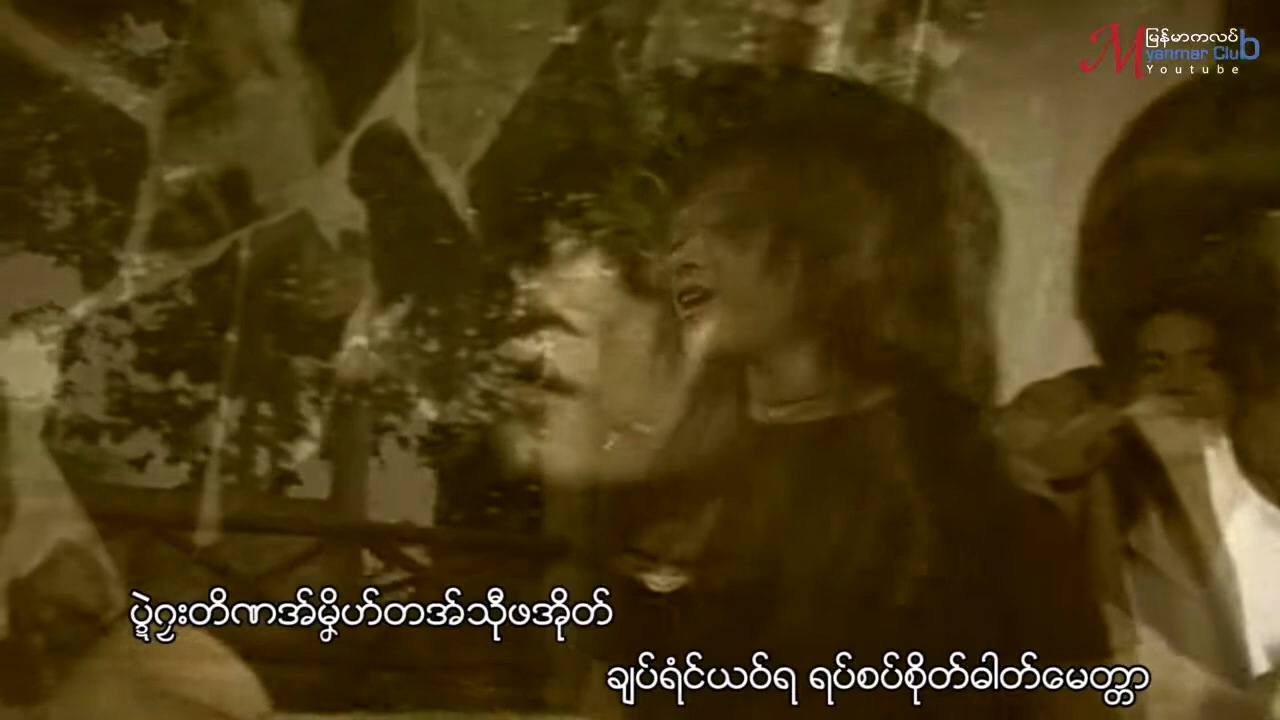 မြန်မာကလပ်
Myanmar Club
Youtube
ပ္ဍဲဂၠးတိဏအ်မၞိဟ်တအ်သီုဖအိုတ်
ချပ်ရံင်ယဝ်ရ ရပ်စပ်စိုတ်ဓါတ်မေတ္တာ